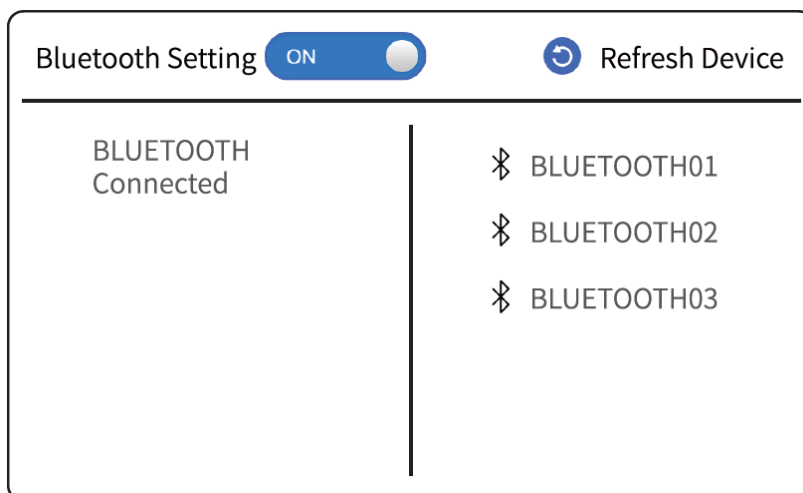 Bluetooth Setting ON Refresh Device
BLUETOOTH
Connected
BLUETOOTH01
BLUETOOTH02
BLUETOOTH03